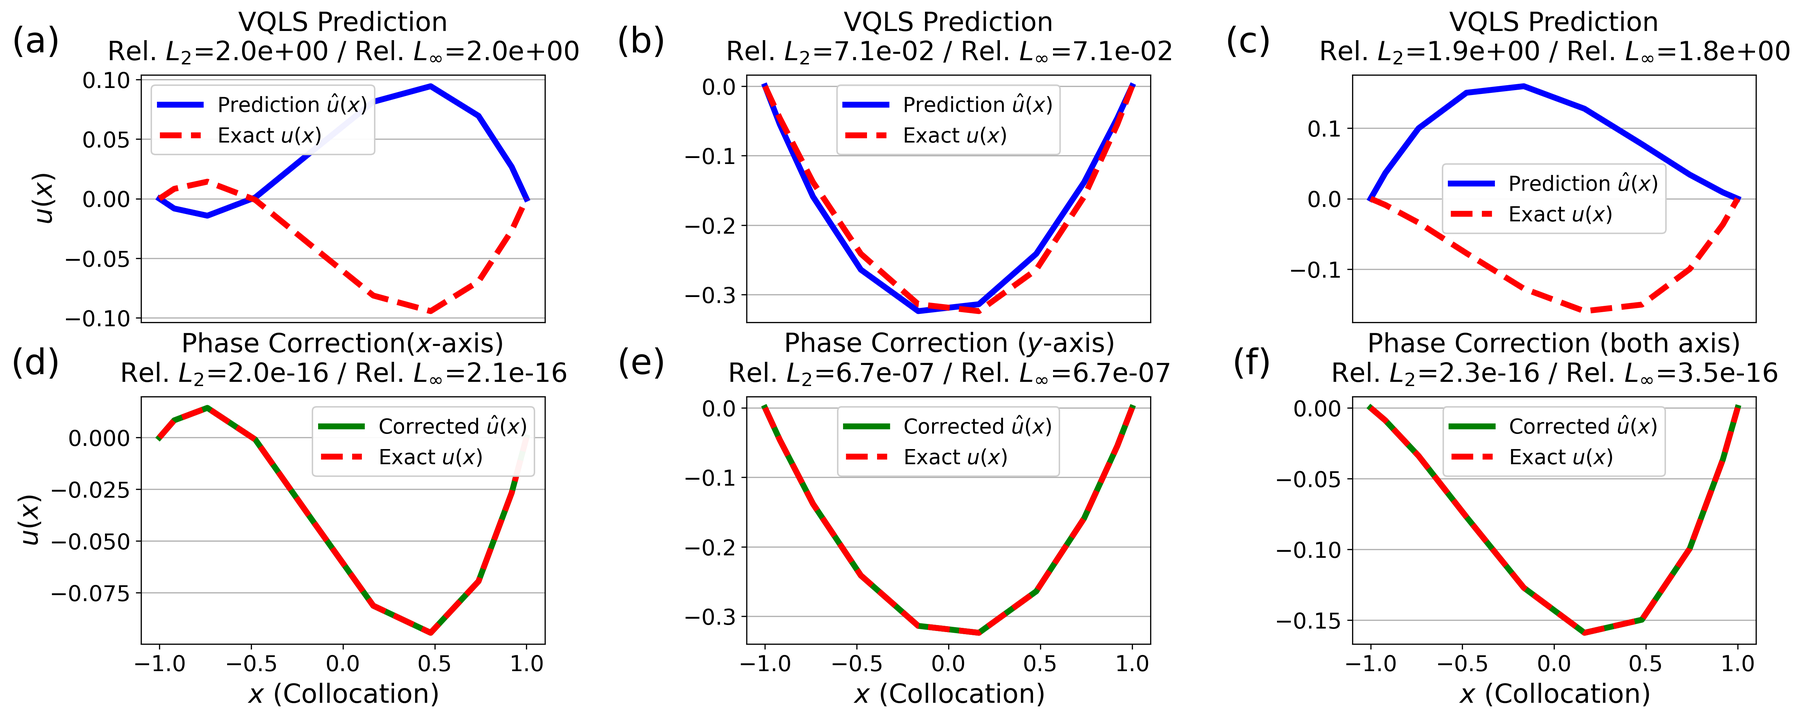 (a)
VQLS Prediction
Rel. L₂=2.0e+00 / Rel. L∞=2.0e+00
0.10
0.05
0.00
−0.05
−0.10
u(x)
Prediction û(x)
Exact u(x)
(b)
VQLS Prediction
Rel. L₂=7.1e-02 / Rel. L∞=7.1e-02
0.0
−0.1
−0.2
−0.3
Prediction û(x)
Exact u(x)
(c)
VQLS Prediction
Rel. L₂=1.9e+00 / Rel. L∞=1.8e+00
0.1
0.0
−0.1
Prediction û(x)
Exact u(x)
(d)
Phase Correction(x-axis)
Rel. L₂=2.0e-16 / Rel. L∞=2.1e-16
0.000
−0.025
−0.050
−0.075
u(x)
Corrected û(x)
Exact u(x)
−1.0 −0.5 0.0 0.5 1.0
x (Collocation)
(e)
Phase Correction (y-axis)
Rel. L₂=6.7e-07 / Rel. L∞=6.7e-07
0.0
−0.1
−0.2
−0.3
Corrected û(x)
Exact u(x)
−1.0 −0.5 0.0 0.5 1.0
x (Collocation)
(f)
Phase Correction (both axis)
Rel. L₂=2.3e-16 / Rel. L∞=3.5e-16
0.00
−0.05
−0.10
−0.15
Corrected û(x)
Exact u(x)
−1.0 −0.5 0.0 0.5 1.0
x (Collocation)